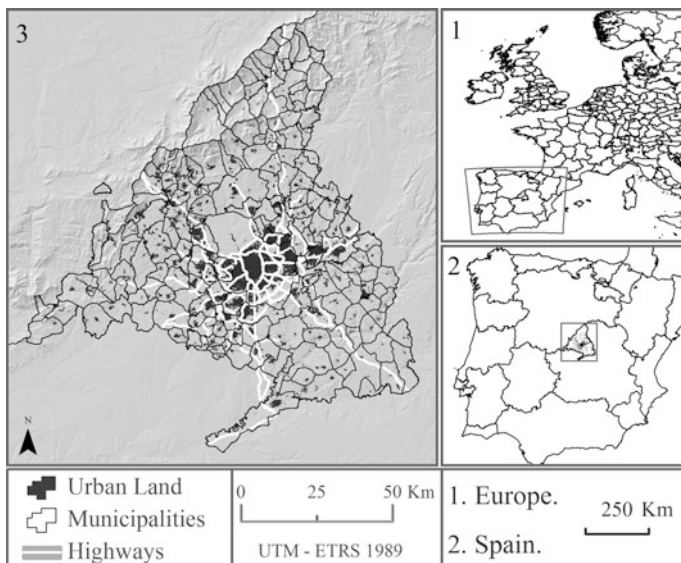 3
1
2
N
Urban Land
Municipalities
Highways
0 25 50 Km
UTM - ETRS 1989
1. Europe.
2. Spain.
250 Km